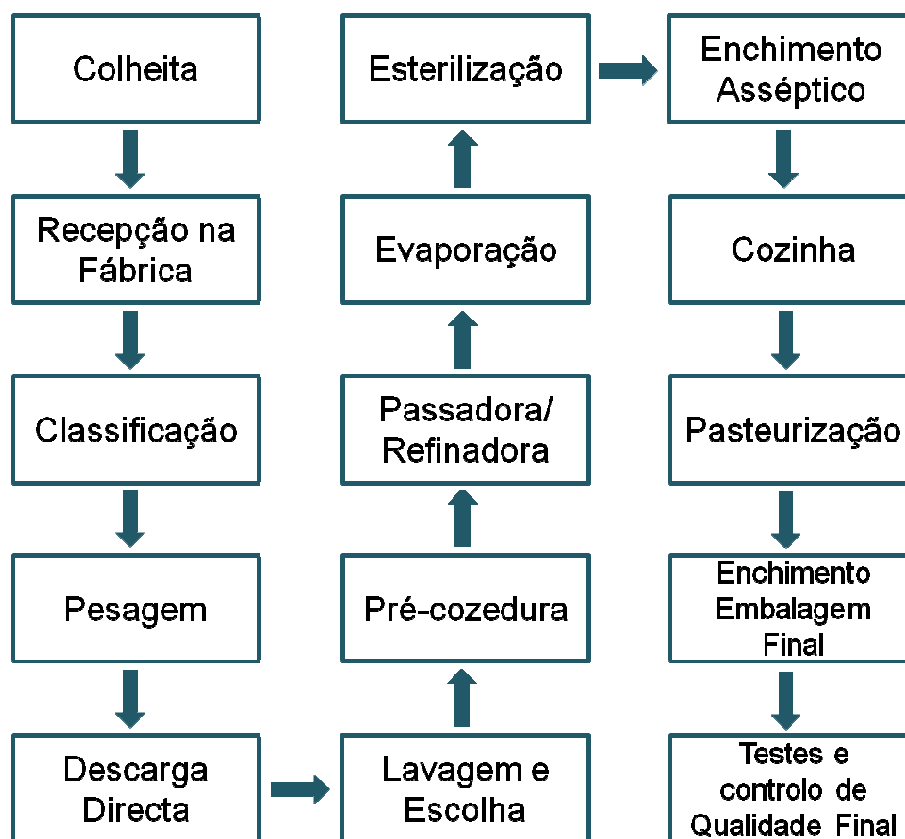 Colheita
Recepção na
Fábrica
Classificação
Pesagem
Descarga
Directa
Lavagem e
Escolha
Pré-cozedura
Passadora/
Refinadora
Evaporação
Esterilização
Enchimento
Asséptico
Cozinha
Pasteurização
Enchimento
Embalagem
Final
Testes e
controlo de
Qualidade Final